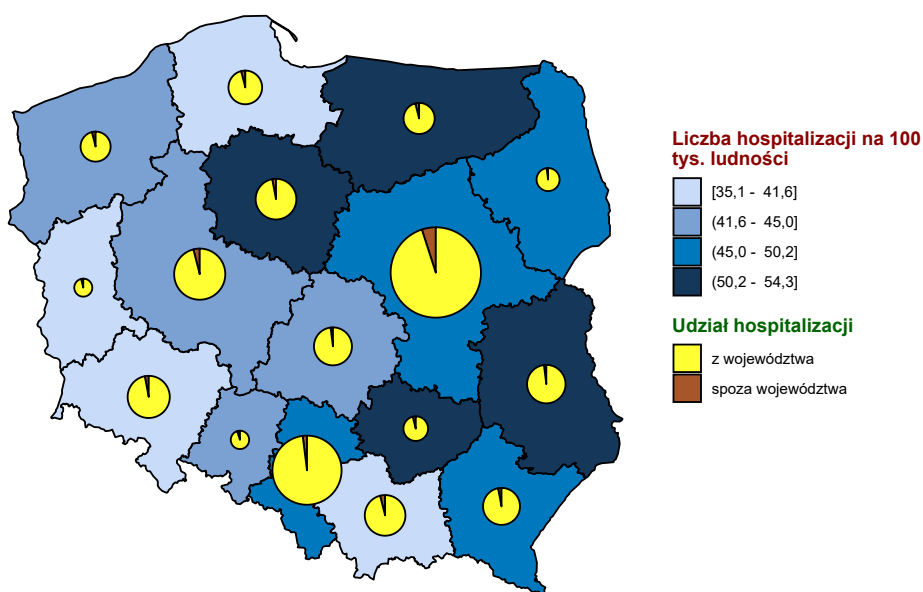 Liczba hospitalizacji na 100
tys. ludności
[35,1 - 41,6]
(41,6 - 45,0]
(45,0 - 50,2]
(50,2 - 54,3]
Udział hospitalizacji
z województwa
spoza województwa